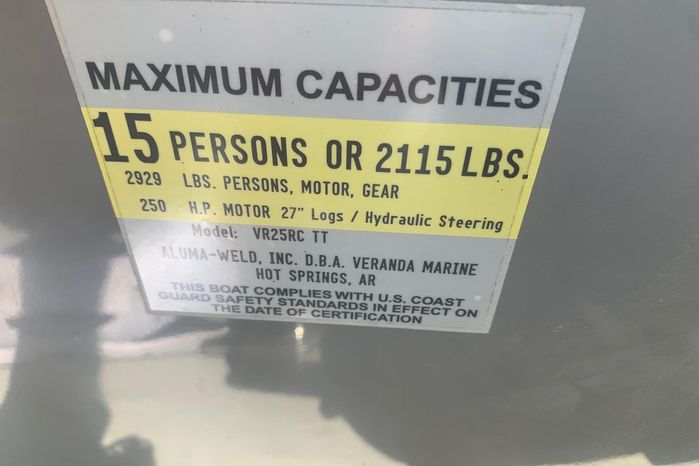 MAXIMUM CAPACITIES
15 PERSONS OR 2115 LBS.
2929 LBS. PERSONS, MOTOR, GEAR
250 H.P. MOTOR 27" Logs / Hydraulic Steering
Model: VR25RC TT
ALUMA-WELD, INC. D.B.A. VERANDA MARINE
HOT SPRINGS, AR
THIS BOAT COMPLIES WITH U.S. COAST
GUARD SAFETY STANDARDS IN EFFECT ON
THE DATE OF CERTIFICATION